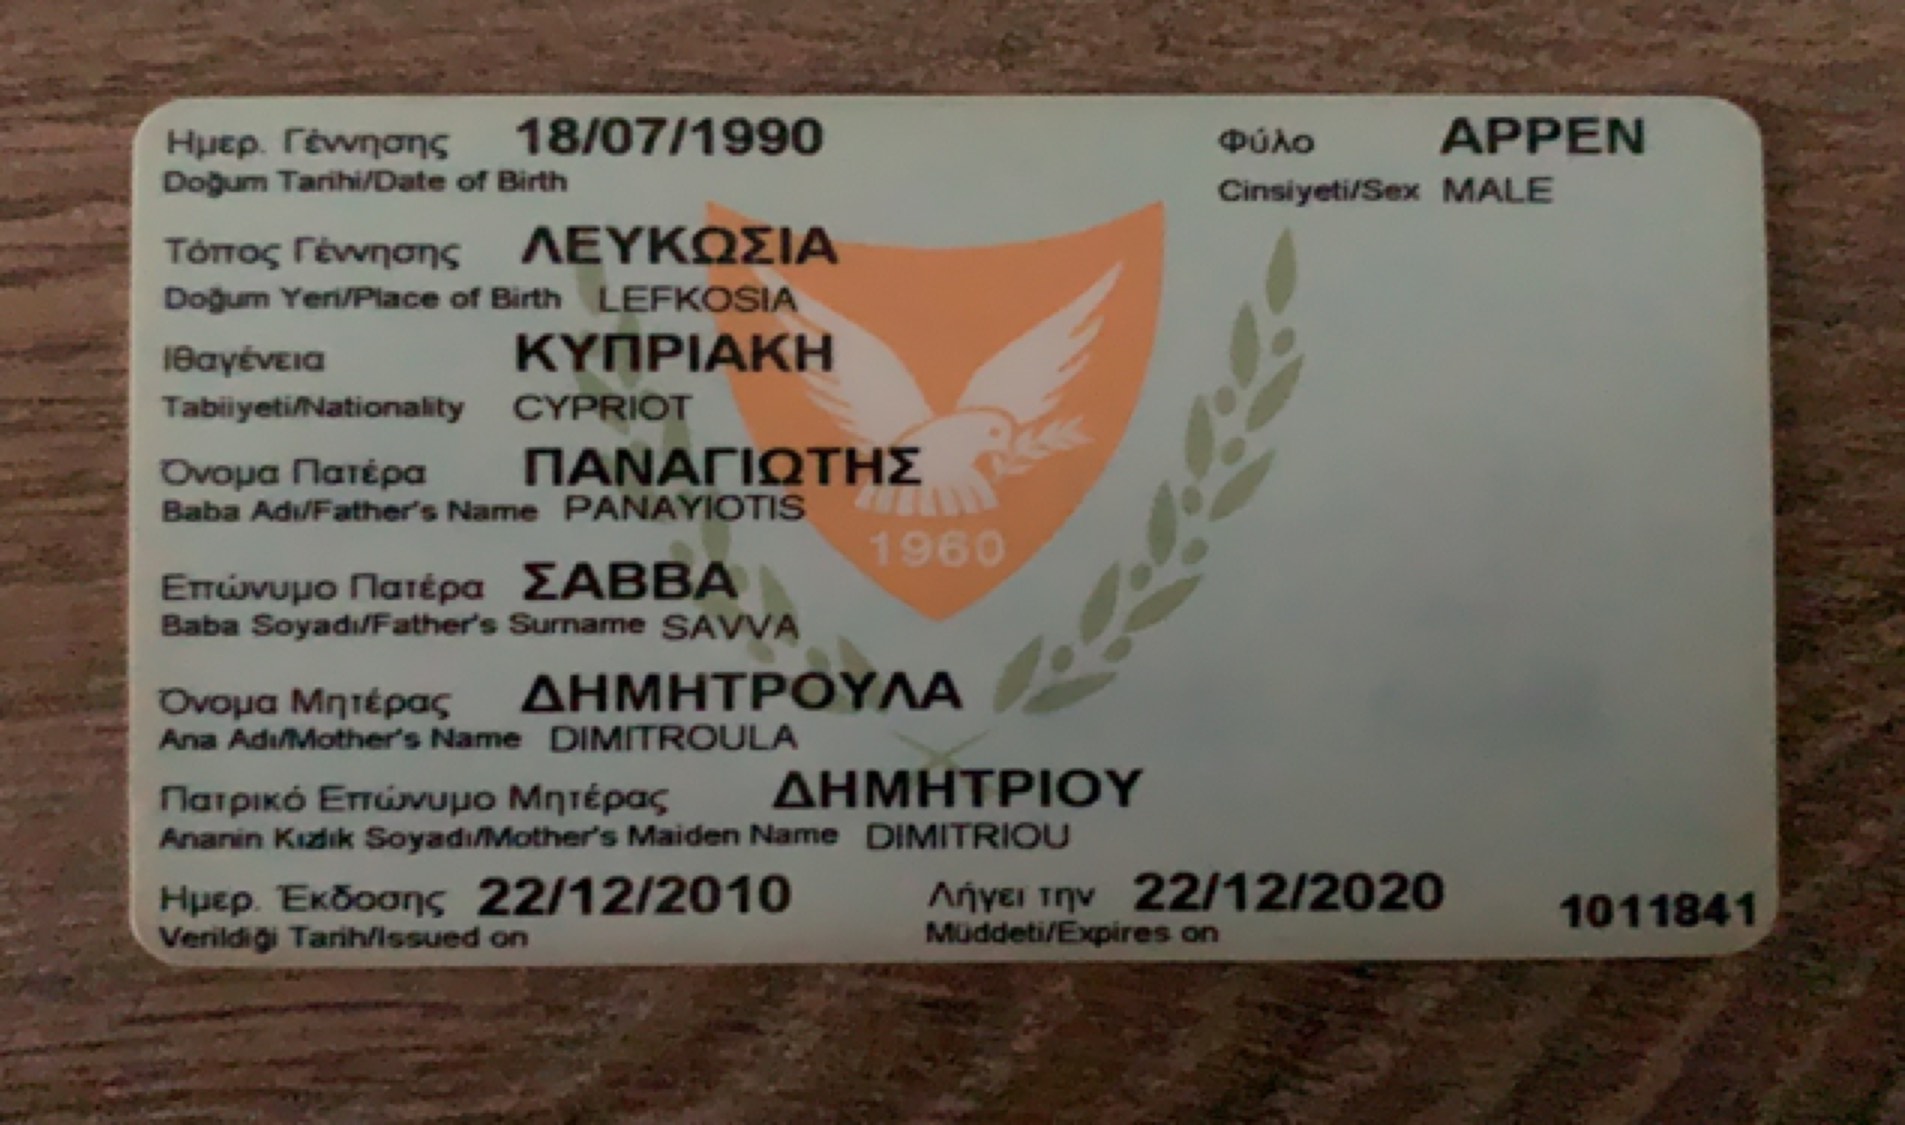 Ημερ. Γέννησης 18/07/1990 Φύλο ΑΡΡΕΝ
Doğum Tarihi/Date of Birth Cinsiyeti/Sex MALE
Τόπος Γέννησης ΛΕΥΚΩΣΙΑ
Doğum Yeri/Place of Birth LEFKOSIA
Ιθαγένεια ΚΥΠΡΙΑΚΗ
Tabiiyeti/Nationality CYPRIOT
Όνομα Πατέρα ΠΑΝΑΓΙΩΤΗΣ
Baba Adı/Father's Name PANAYIOTIS
1960
Επώνυμο Πατέρα ΣΑΒΒΑ
Baba Soyadı/Father's Surname SAVVA
Όνομα Μητέρας ΔΗΜΗΤΡΟΥΛΑ
Ana Adı/Mother's Name DIMITROULA
Πατρικό Επώνυμο Μητέρας ΔΗΜΗΤΡΙΟΥ
Ananin Kızlık Soyadı/Mother's Maiden Name DIMITRIOU
Ημερ. Έκδοσης 22/12/2010 Λήγει την 22/12/2020 1011841
Verildiği Tarih/Issued on Müddeti/Expires on